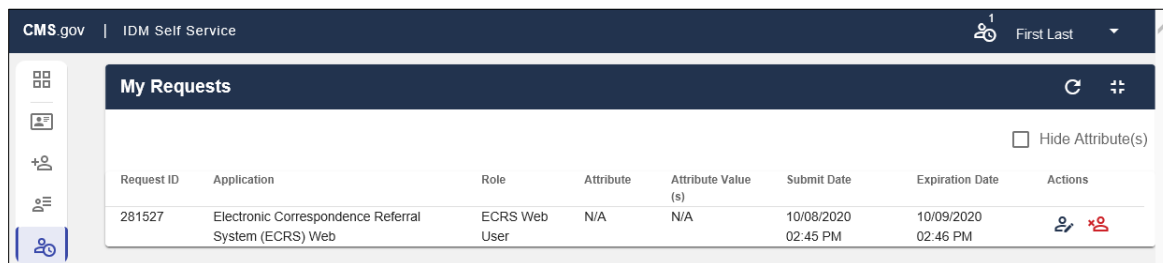 CMS.gov | IDM Self Service
1
First Last
My Requests
Hide Attribute(s)
Request ID Application Role Attribute Attribute Value Submit Date Expiration Date Actions
(s)
281527 Electronic Correspondence Referral ECRS Web N/A N/A 10/08/2020 10/09/2020
System (ECRS) Web User 02:45 PM 02:46 PM